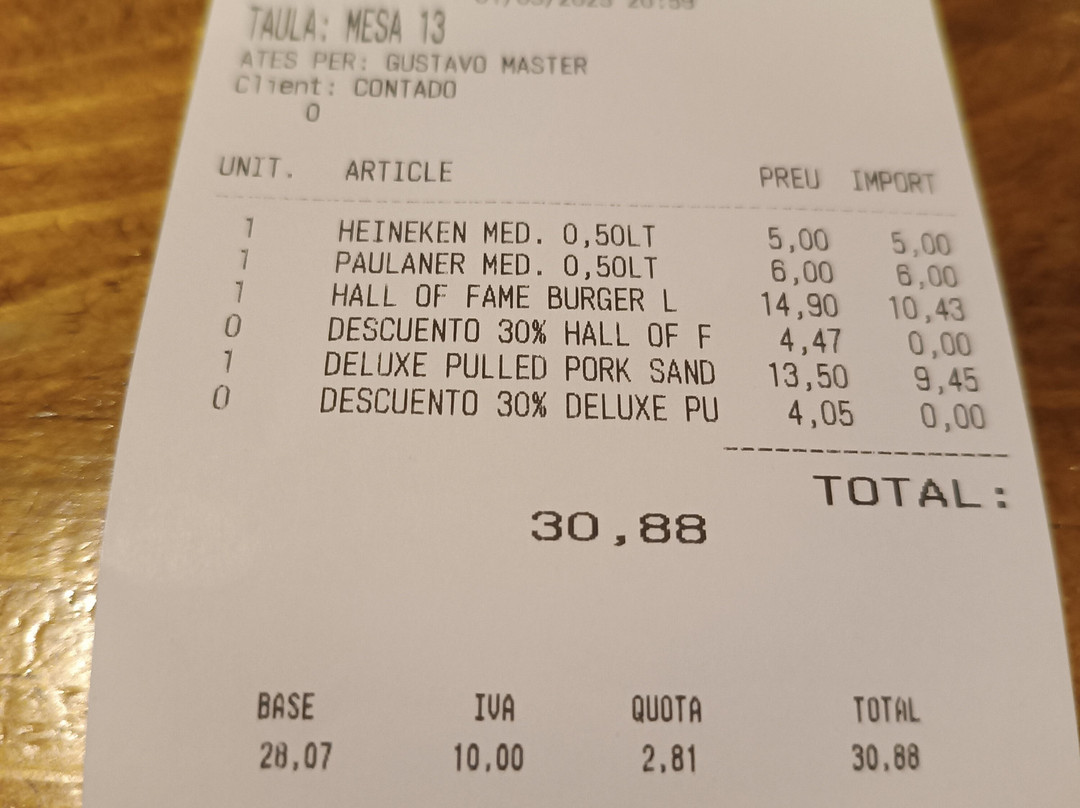 TAULA: MESA 13
ATES PER: GUSTAVO MASTER
Client: CONTADO
0
UNIT. ARTICLE PREU IMPORT
1 HEINEKEN MED. 0,50LT 5,00 5,00
1 PAULANER MED. 0,50LT 6,00 6,00
1 HALL OF FAME BURGER L 14,90 10,43
0 DESCUENTO 30% HALL OF F 4,47 0,00
1 DELUXE PULLED PORK SAND 13,50 9,45
0 DESCUENTO 30% DELUXE PU 4,05 0,00
TOTAL:
30,88
BASE IVA QUOTA TOTAL
28,07 10,00 2,81 30,88